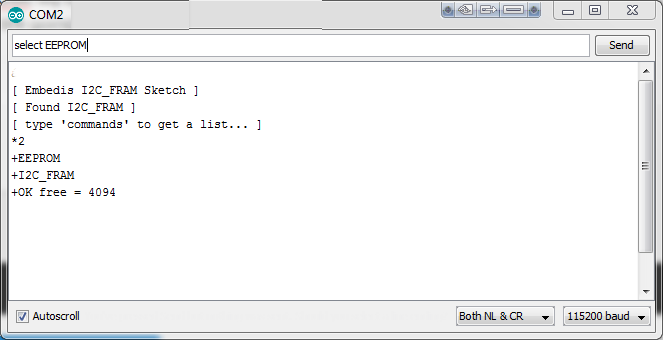 COM2
select EEPROM
Send
[ Embedis I2C_FRAM Sketch ]
[ Found I2C_FRAM ]
[ type 'commands' to get a list... ]
*2
+EEPROM
+I2C_FRAM
+OK free = 4094
Autoscroll
Both NL & CR
115200 baud